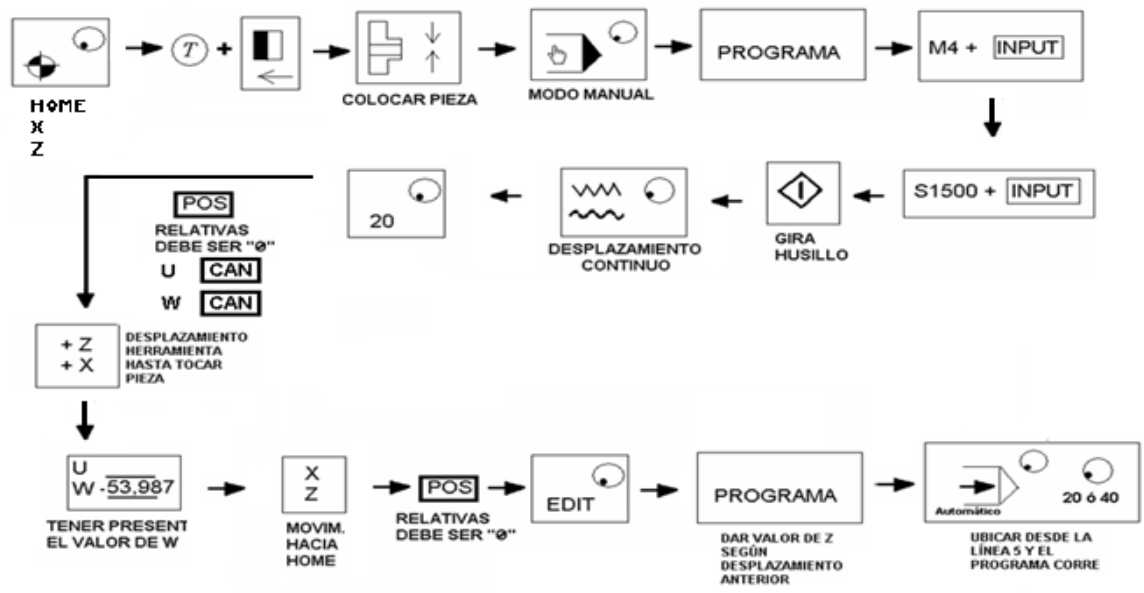 HOME
X
Z
T
+
COLOCAR PIEZA
MODO MANUAL
PROGRAMA
M4 + INPUT
S1500 + INPUT
GIRA
HUSILLO
DESPLAZAMIENTO
CONTINUO
20
POS
RELATIVAS
DEBE SER "0"
U CAN
W CAN
+ Z
+ X
DESPLAZAMIENTO
HERRAMIENTA
HASTA TOCAR
PIEZA
U
W -53,987
TENER PRESENT
EL VALOR DE W
X
Z
MOVIM.
HACIA
HOME
POS
RELATIVAS
DEBE SER "0"
EDIT
PROGRAMA
DAR VALOR DE Z
SEGÚN
DESPLAZAMIENTO
ANTERIOR
Automático
20 ó 40
UBICAR DESDE LA
LÍNEA 5 Y EL
PROGRAMA CORRE